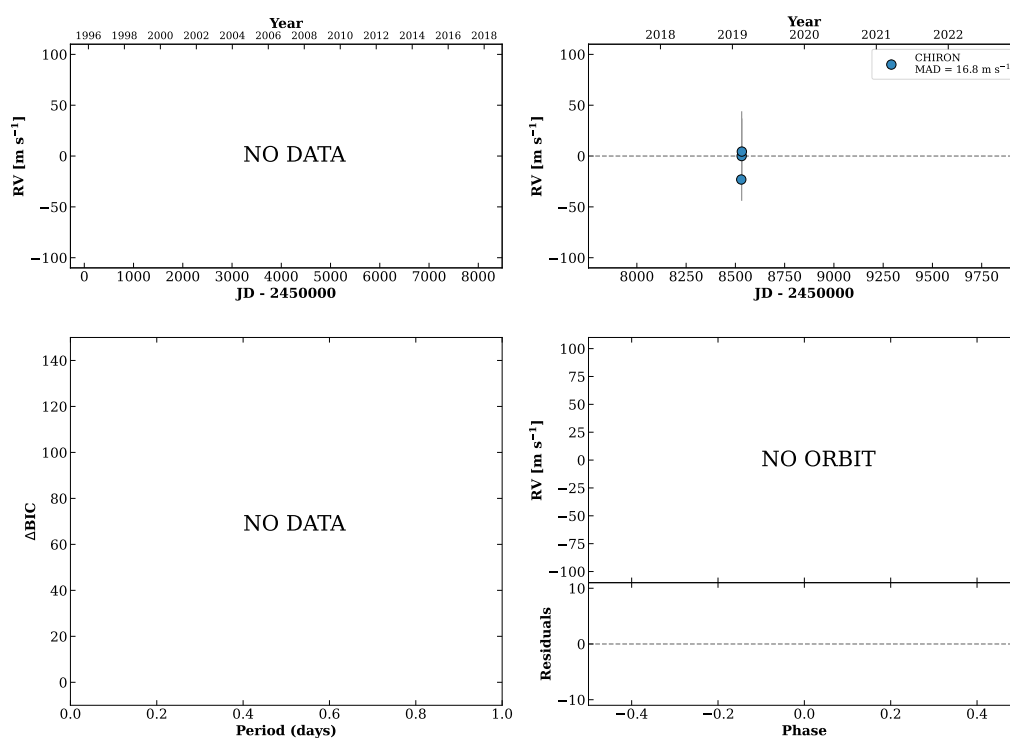 Year
1996 1998 2000 2002 2004 2006 2008 2010 2012 2014 2016 2018
100
50
0
−50
−100
RV [m s⁻¹]
NO DATA
0 1000 2000 3000 4000 5000 6000 7000 8000
JD - 2450000
Year
2018 2019 2020 2021 2022
CHIRON
MAD = 16.8 m s⁻¹
100
50
0
−50
−100
RV [m s⁻¹]
8000 8250 8500 8750 9000 9250 9500 9750
JD - 2450000
140
120
100
80
60
40
20
0
ΔBIC
NO DATA
0.0 0.2 0.4 0.6 0.8 1.0
Period (days)
100
75
50
25
0
−25
−50
−75
−100
RV [m s⁻¹]
NO ORBIT
10
0
−10
Residuals
−0.4 −0.2 0.0 0.2 0.4
Phase